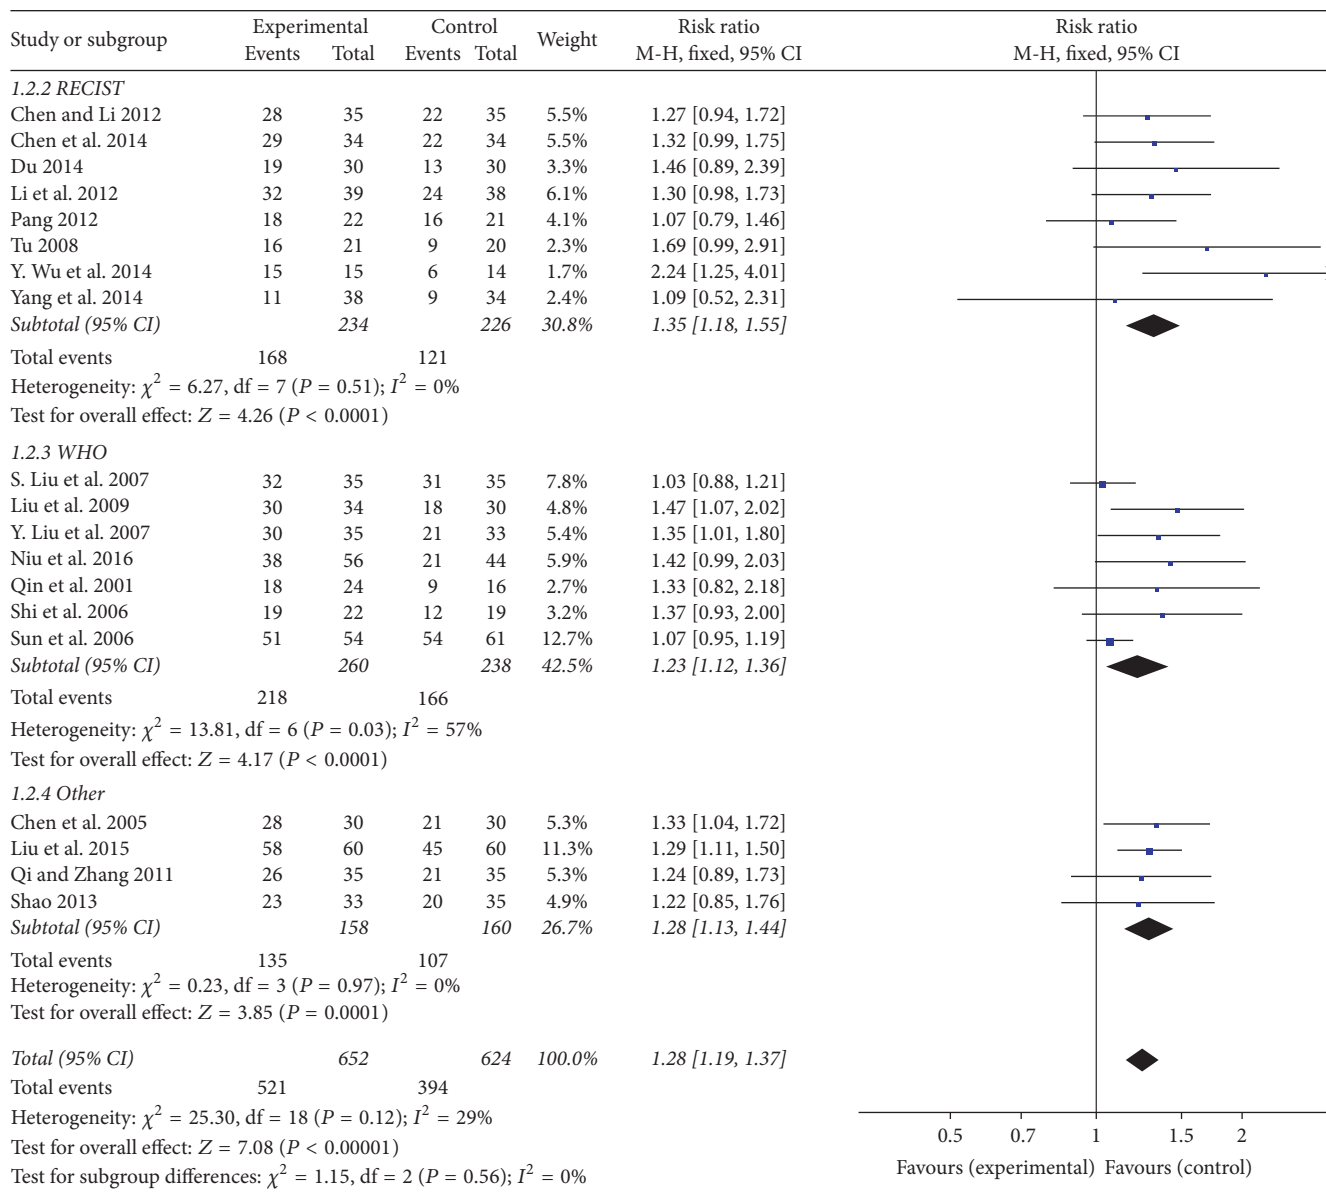 Study or subgroup Experimental Control Weight Risk ratio Risk ratio
Events Total Events Total M-H, fixed, 95% CI M-H, fixed, 95% CI
1.2.2 RECIST
Chen and Li 2012 28 35 22 35 5.5% 1.27 [0.94, 1.72]
Chen et al. 2014 29 34 22 34 5.5% 1.32 [0.99, 1.75]
Du 2014 19 30 13 30 3.3% 1.46 [0.89, 2.39]
Li et al. 2012 32 39 24 38 6.1% 1.30 [0.98, 1.73]
Pang 2012 18 22 16 21 4.1% 1.07 [0.79, 1.46]
Tu 2008 16 21 9 20 2.3% 1.69 [0.99, 2.91]
Y. Wu et al. 2014 15 15 6 14 1.7% 2.24 [1.25, 4.01]
Yang et al. 2014 11 38 9 34 2.4% 1.09 [0.52, 2.31]
Subtotal (95% CI) 234 226 30.8% 1.35 [1.18, 1.55]
Total events 168 121
Heterogeneity: χ² = 6.27, df = 7 (P = 0.51); I² = 0%
Test for overall effect: Z = 4.26 (P < 0.0001)
1.2.3 WHO
S. Liu et al. 2007 32 35 31 35 7.8% 1.03 [0.88, 1.21]
Liu et al. 2009 30 34 18 30 4.8% 1.47 [1.07, 2.02]
Y. Liu et al. 2007 30 35 21 33 5.4% 1.35 [1.01, 1.80]
Niu et al. 2016 38 56 21 44 5.9% 1.42 [0.99, 2.03]
Qin et al. 2001 18 24 9 16 2.7% 1.33 [0.82, 2.18]
Shi et al. 2006 19 22 12 19 3.2% 1.37 [0.93, 2.00]
Sun et al. 2006 51 54 54 61 12.7% 1.07 [0.95, 1.19]
Subtotal (95% CI) 260 238 42.5% 1.23 [1.12, 1.36]
Total events 218 166
Heterogeneity: χ² = 13.81, df = 6 (P = 0.03); I² = 57%
Test for overall effect: Z = 4.17 (P < 0.0001)
1.2.4 Other
Chen et al. 2005 28 30 21 30 5.3% 1.33 [1.04, 1.72]
Liu et al. 2015 58 60 45 60 11.3% 1.29 [1.11, 1.50]
Qi and Zhang 2011 26 35 21 35 5.3% 1.24 [0.89, 1.73]
Shao 2013 23 33 20 35 4.9% 1.22 [0.85, 1.76]
Subtotal (95% CI) 158 160 26.7% 1.28 [1.13, 1.44]
Total events 135 107
Heterogeneity: χ² = 0.23, df = 3 (P = 0.97); I² = 0%
Test for overall effect: Z = 3.85 (P = 0.0001)
Total (95% CI) 652 624 100.0% 1.28 [1.19, 1.37]
Total events 521 394
Heterogeneity: χ² = 25.30, df = 18 (P = 0.12); I² = 29%
Test for overall effect: Z = 7.08 (P < 0.00001)
Test for subgroup differences: χ² = 1.15, df = 2 (P = 0.56); I² = 0%
0.5 0.7 1 1.5 2
Favours (experimental) Favours (control)